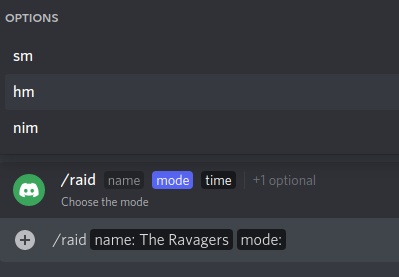 OPTIONS
sm
hm
nim
/raid name mode time +1 optional
Choose the mode
/raid name: The Ravagers mode: